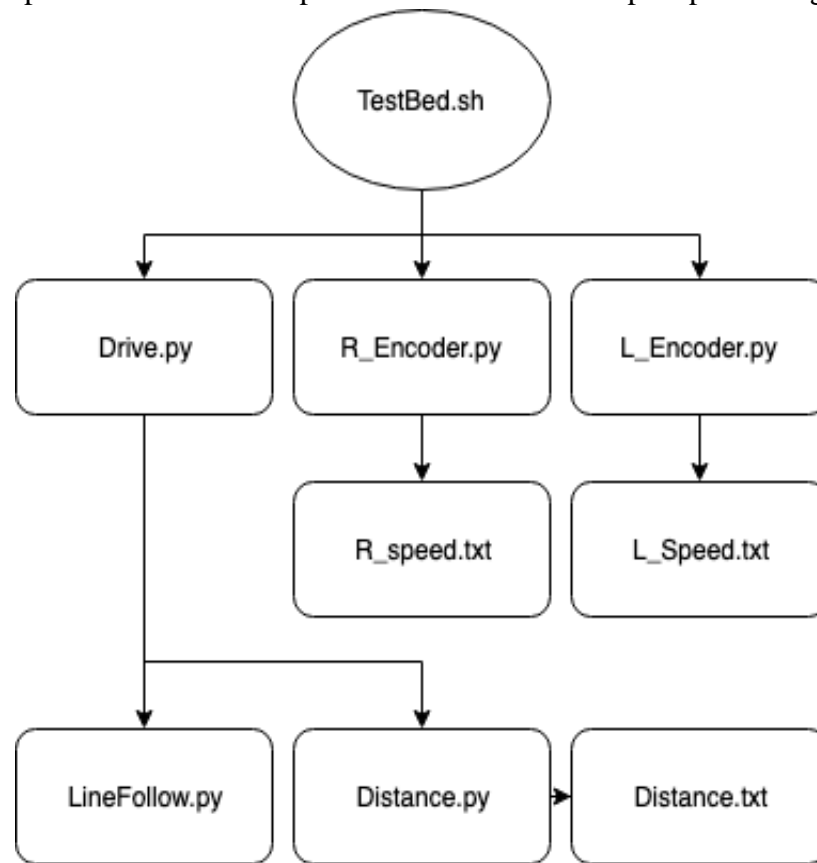 TestBed.sh
Drive.py
R_Encoder.py
L_Encoder.py
R_speed.txt
L_Speed.txt
LineFollow.py
Distance.py
Distance.txt